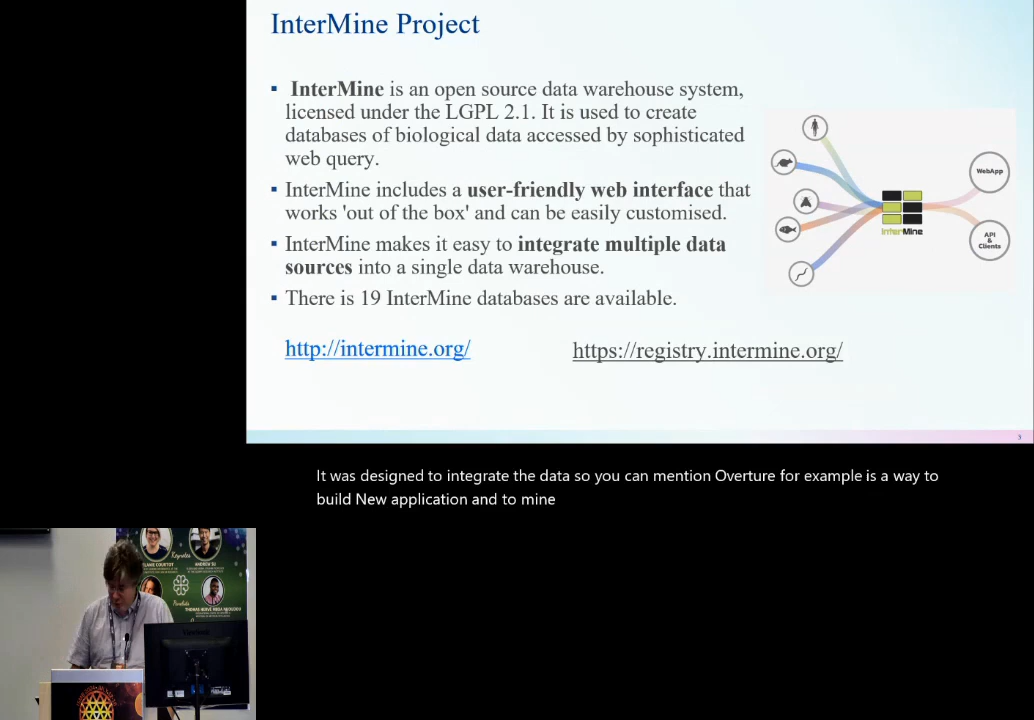 InterMine Project
▪ InterMine is an open source data warehouse system,
licensed under the LGPL 2.1. It is used to create
databases of biological data accessed by sophisticated
web query.
▪ InterMine includes a user-friendly web interface that
works 'out of the box' and can be easily customised.
▪ InterMine makes it easy to integrate multiple data
sources into a single data warehouse.
▪ There is 19 InterMine databases are available.
http://intermine.org/
https://registry.intermine.org/
InterMine
WebApp
API
&
Clients
3
It was designed to integrate the data so you can mention Overture for example is a way to
build New application and to mine
Keynotes
ANDREW SU
Panelists